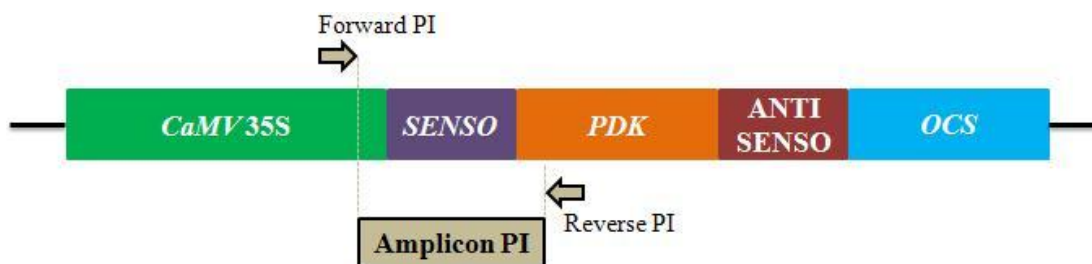 Forward PI
CaMV 35S
SENSO
PDK
ANTI
SENSO
OCS
Reverse PI
Amplicon PI